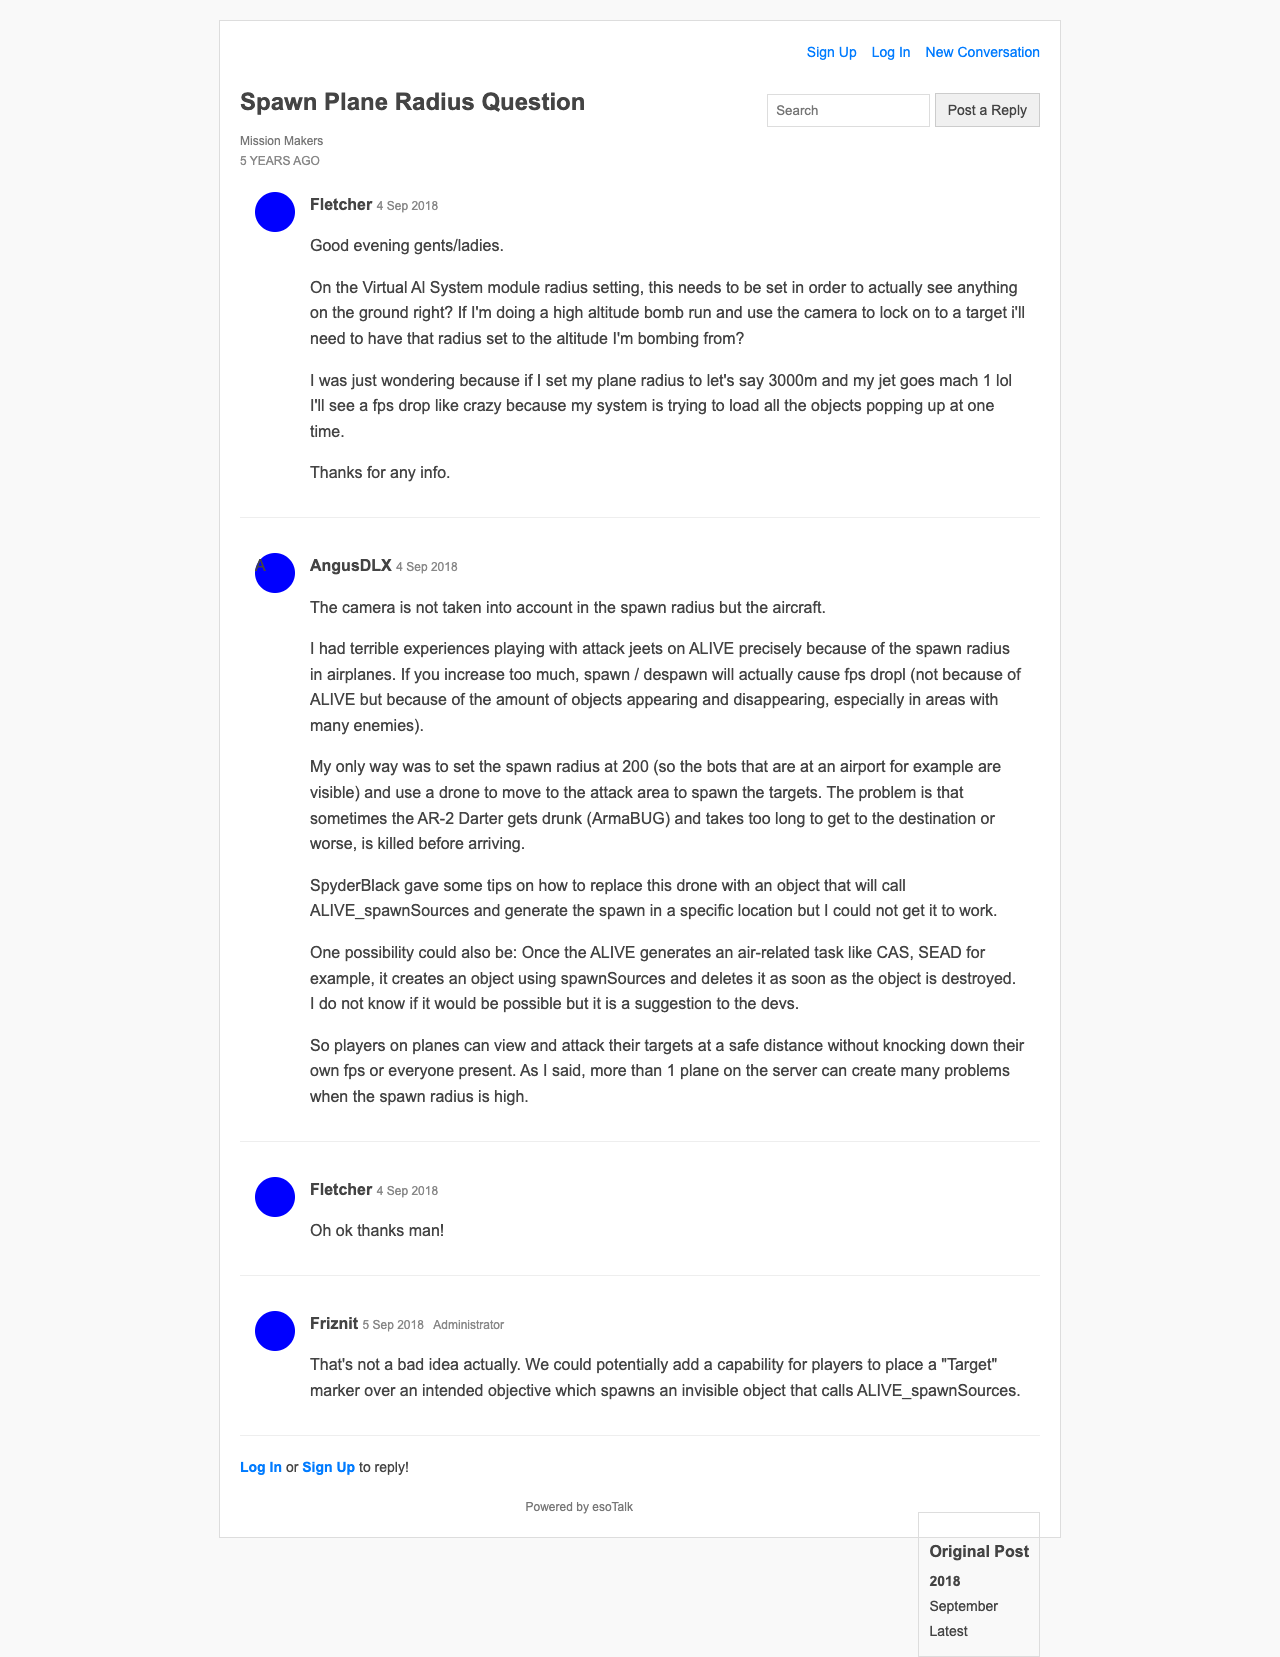 Sign Up Log In New Conversation
Spawn Plane Radius Question
Search
Post a Reply
Mission Makers
5 YEARS AGO
Fletcher 4 Sep 2018
Good evening gents/ladies.
On the Virtual AI System module radius setting, this needs to be set in order to actually see anything
on the ground right? If I'm doing a high altitude bomb run and use the camera to lock on to a target i'll
need to have that radius set to the altitude I'm bombing from?
I was just wondering because if I set my plane radius to let's say 3000m and my jet goes mach 1 lol
I'll see a fps drop like crazy because my system is trying to load all the objects popping up at one
time.
Thanks for any info.
A
AngusDLX 4 Sep 2018
The camera is not taken into account in the spawn radius but the aircraft.
I had terrible experiences playing with attack jeets on ALIVE precisely because of the spawn radius
in airplanes. If you increase too much, spawn / despawn will actually cause fps dropl (not because of
ALIVE but because of the amount of objects appearing and disappearing, especially in areas with
many enemies).
My only way was to set the spawn radius at 200 (so the bots that are at an airport for example are
visible) and use a drone to move to the attack area to spawn the targets. The problem is that
sometimes the AR-2 Darter gets drunk (ArmaBUG) and takes too long to get to the destination or
worse, is killed before arriving.
SpyderBlack gave some tips on how to replace this drone with an object that will call
ALIVE_spawnSources and generate the spawn in a specific location but I could not get it to work.
One possibility could also be: Once the ALIVE generates an air-related task like CAS, SEAD for
example, it creates an object using spawnSources and deletes it as soon as the object is destroyed.
I do not know if it would be possible but it is a suggestion to the devs.
So players on planes can view and attack their targets at a safe distance without knocking down their
own fps or everyone present. As I said, more than 1 plane on the server can create many problems
when the spawn radius is high.
Fletcher 4 Sep 2018
Oh ok thanks man!
Friznit 5 Sep 2018 Administrator
That's not a bad idea actually. We could potentially add a capability for players to place a "Target"
marker over an intended objective which spawns an invisible object that calls ALIVE_spawnSources.
Log In or Sign Up to reply!
Powered by esoTalk
Original Post
2018
September
Latest